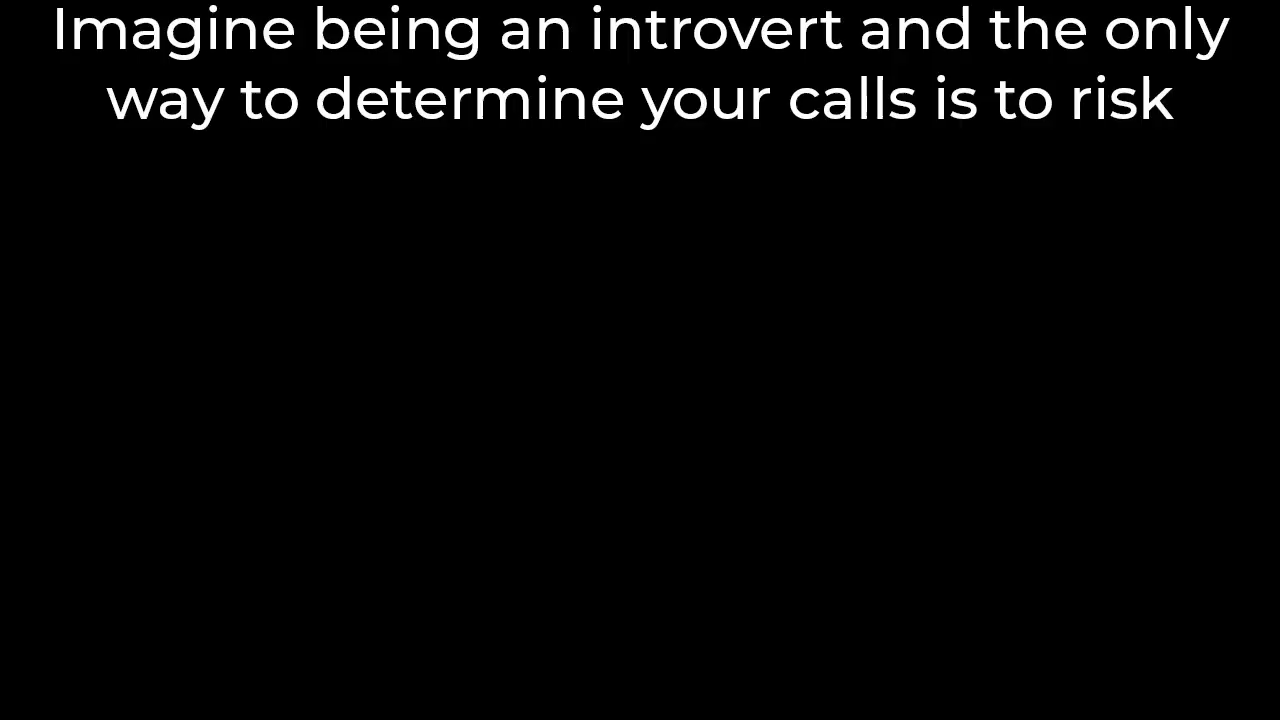 Imagine being an introvert and the only
way to determine your calls is to risk